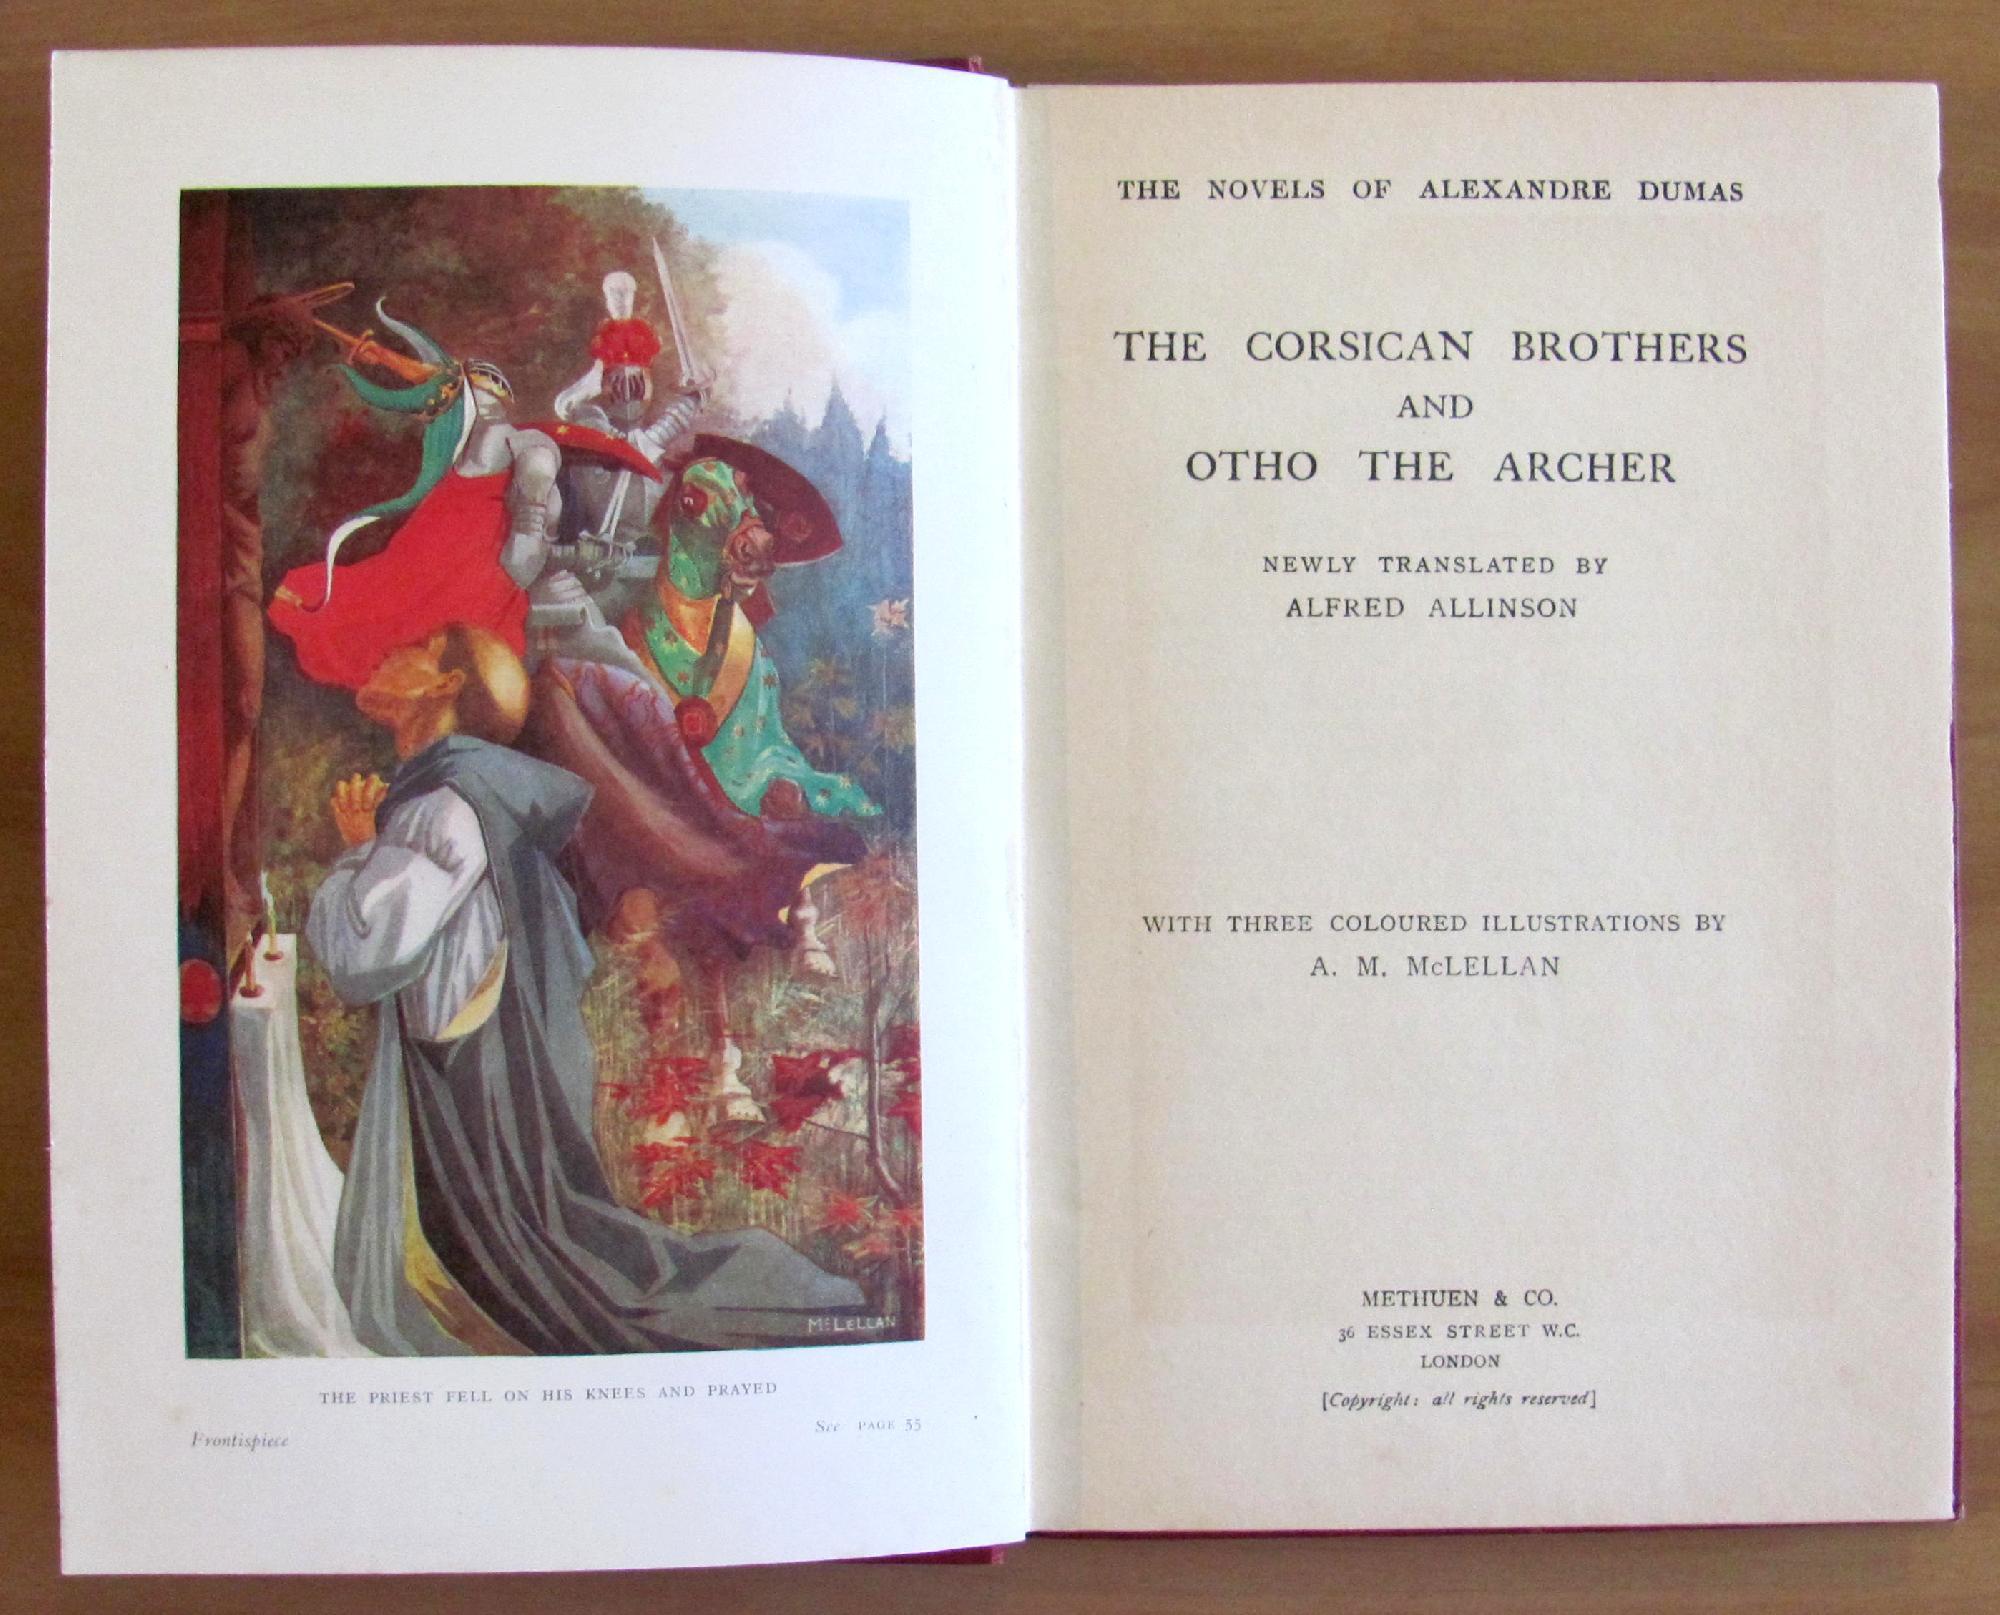 McLELLAN
THE PRIEST FELL ON HIS KNEES AND PRAYED
Frontispiece
See PAGE 55
THE NOVELS OF ALEXANDRE DUMAS
THE CORSICAN BROTHERS
AND
OTHO THE ARCHER
NEWLY TRANSLATED BY
ALFRED ALLINSON
WITH THREE COLOURED ILLUSTRATIONS BY
A. M. McLELLAN
METHUEN & CO.
36 ESSEX STREET W.C.
LONDON
[Copyright: all rights reserved]